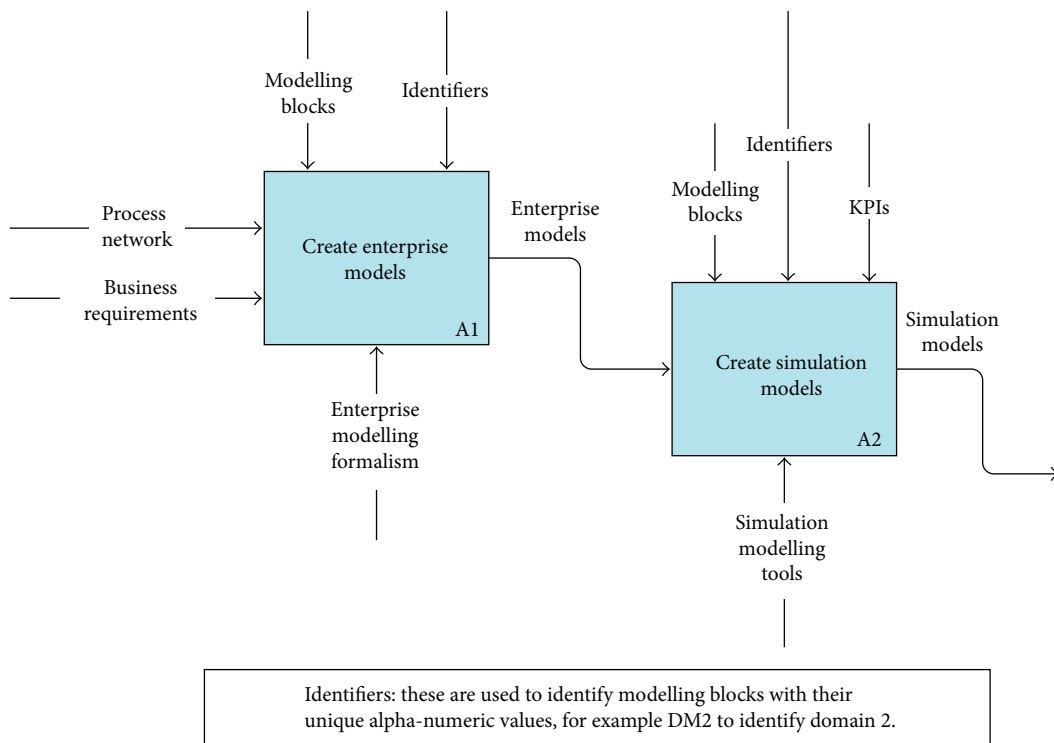 Modelling
blocks
Identifiers
Process
network
Business
requirements
Create enterprise
models
A1
Enterprise
modelling
formalism
Enterprise
models
Modelling
blocks
Identifiers
KPIs
Create simulation
models
A2
Simulation
models
Simulation
modelling
tools
Identifiers: these are used to identify modelling blocks with their
unique alpha-numeric values, for example DM2 to identify domain 2.